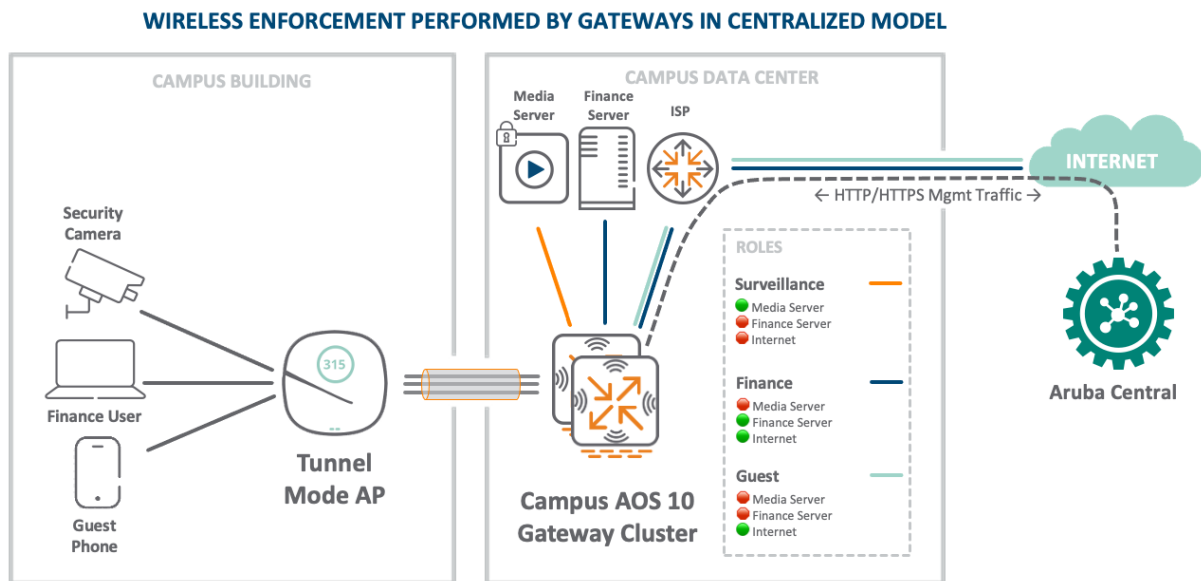 WIRELESS ENFORCEMENT PERFORMED BY GATEWAYS IN CENTRALIZED MODEL
CAMPUS BUILDING
Security
Camera
Finance User
Guest
Phone
315
Tunnel
Mode AP
CAMPUS DATA CENTER
Media
Server
Finance
Server
ISP
Campus AOS 10
Gateway Cluster
ROLES
Surveillance
Media Server
Finance Server
Internet
Finance
Media Server
Finance Server
Internet
Guest
Media Server
Finance Server
Internet
← HTTP/HTTPS Mgmt Traffic →
INTERNET
Aruba Central